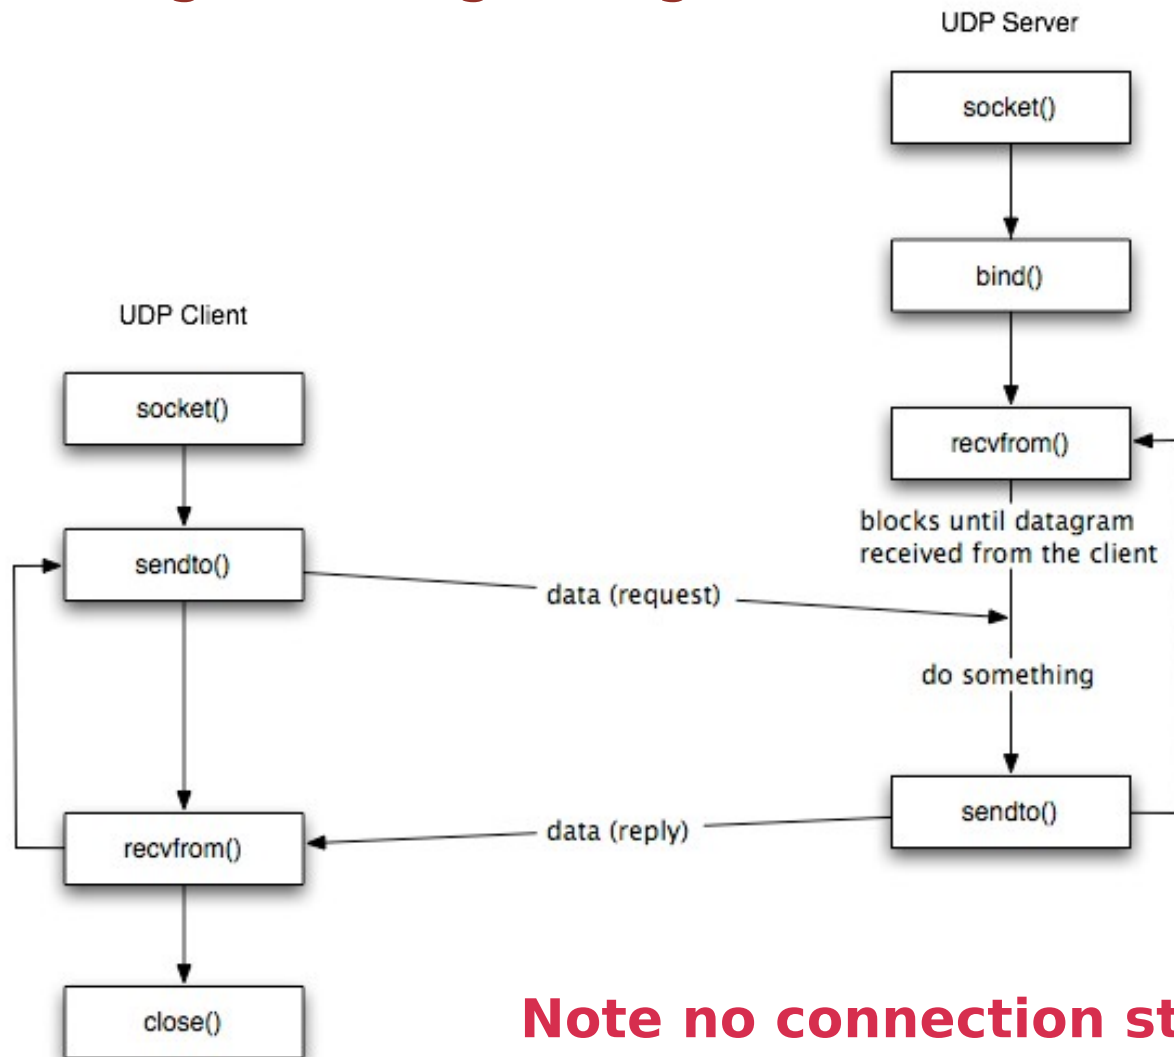 UDP Server
socket()
bind()
UDP Client
socket()
recvfrom()
blocks until datagram
received from the client
sendto()
data (request)
do something
sendto()
data (reply)
recvfrom()
close()
Note no connection st